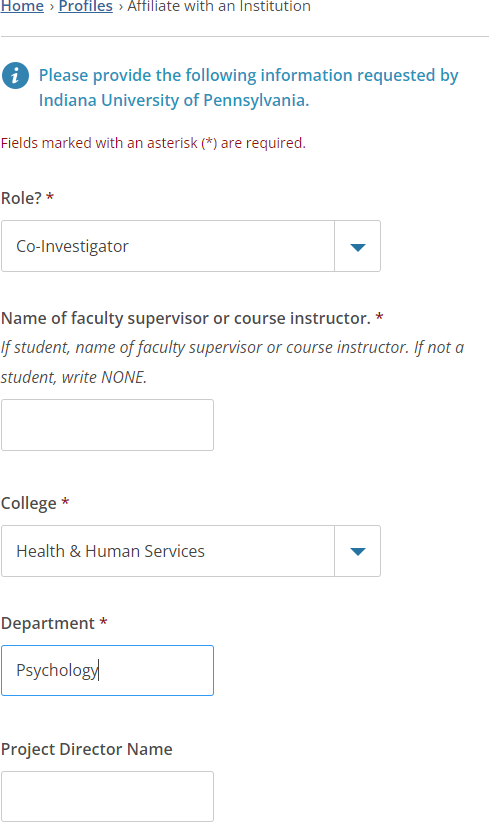 Home › Profiles › Affiliate with an Institution
Please provide the following information requested by
Indiana University of Pennsylvania.
Fields marked with an asterisk (*) are required.
Role? *
Co-Investigator
Name of faculty supervisor or course instructor. *
If student, name of faculty supervisor or course instructor. If not a
student, write NONE.
College *
Health & Human Services
Department *
Psychology
Project Director Name